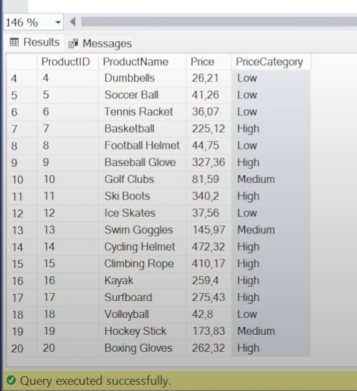 146 %
Results Messages
ProductID ProductName Price PriceCategory
4 4 Dumbbells 26,21 Low
5 5 Soccer Ball 41,26 Low
6 6 Tennis Racket 36,07 Low
7 7 Basketball 225,12 High
8 8 Football Helmet 44,75 Low
9 9 Baseball Glove 327,36 High
10 10 Golf Clubs 81,59 Medium
11 11 Ski Boots 340,2 High
12 12 Ice Skates 37,56 Low
13 13 Swim Goggles 145,97 Medium
14 14 Cycling Helmet 472,32 High
15 15 Climbing Rope 410,17 High
16 16 Kayak 259,4 High
17 17 Surfboard 275,43 High
18 18 Volleyball 42,8 Low
19 19 Hockey Stick 173,83 Medium
20 20 Boxing Gloves 262,32 High
Query executed successfully.